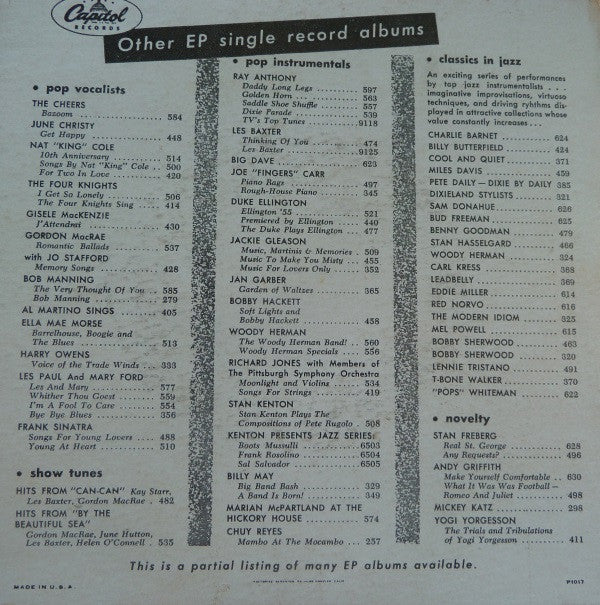 Capitol
RECORDS
Other EP single record albums
• pop vocalists
THE CHEERS
Bazoom ........ 584
JUNE CHRISTY
Get Happy ........ 448
NAT "KING" COLE
10th Anniversary ........ 514
Songs By Nat "King" Cole .. 500
For Two In Love ........ 420
THE FOUR KNIGHTS
I Get So Lonely ........ 506
The Four Knights Sing .... 414
GISELE MacKENZIE
J'Attendrai ........ 430
GORDON MacRAE
Romantic Ballads ........ 537
with JO STAFFORD
Memory Songs ........ 428
BOB MANNING
The Very Thought Of You .. 585
Bob Manning ........ 279
AL MARTINO SINGS ...... 405
ELLA MAE MORSE
Barrelhouse, Boogie and
The Blues ........ 513
HARRY OWENS
Voice of the Trade Winds ... 333
LES PAUL And MARY FORD
Les And Mary ........ 577
Whither Thou Goest ...... 559
I'm A Fool To Care ...... 554
Bye Bye Blues ........ 356
FRANK SINATRA
Songs For Young Lovers .... 488
Young At Heart ........ 510
• show tunes
HITS FROM "CAN-CAN" Kay Starr,
Les Baxter, Gordon MacRae . 482
HITS FROM "BY THE
BEAUTIFUL SEA"
Gordon MacRae, June Hutton,
Les Baxter, Helen O'Connell . 535
• pop instrumentals
RAY ANTHONY
Daddy Long Legs ........ 597
Golden Horn ........ 563
Saddle Shoe Shuffle ...... 557
Dixie Parade ........ 539
TV's Top Tunes ........ 9118
LES BAXTER
Thinking Of You ........ 474
Les Baxter ........ 9125
BIG DAVE ........ 623
JOE "FINGERS" CARR
Piano Rags ........ 497
Rough-House Piano ...... 345
DUKE ELLINGTON
Ellington '55 ........ 521
Premiered by Ellington .... 440
The Duke Plays Ellington ... 477
JACKIE GLEASON
Music, Martinis & Memories . 509
Music To Make You Misty ... 455
Music For Lovers Only .... 352
JAN GARBER
Garden of Waltzes ........ 365
BOBBY HACKETT
Soft Lights and
Bobby Hackett ........ 458
WOODY HERMAN
The Woody Herman Band! .. 560
Woody Herman Specials ... 556
RICHARD JONES with Members of
The Pittsburgh Symphony Orchestra
Moonlight and Violins .... 534
Songs For Strings ........ 419
STAN KENTON
Stan Kenton Plays The
Compositions of Pete Rugolo . 508
KENTON PRESENTS JAZZ SERIES:
Boots Mussulli ........ 6503
Frank Rosolino ........ 6504
Sal Salvador ........ 6505
BILLY MAY
Big Band Bash ........ 329
A Band Is Born! ........ 349
MARIAN McPARTLAND AT THE
HICKORY HOUSE ........ 574
CHUY REYES
Mambo At The Mocambo ... 257
• classics in jazz
An exciting series of performances
by top jazz instrumentalists . . .
imaginative improvisations, virtuoso
techniques, and driving ryhthms dis-
played in attractive collections whose
value constantly increases . . .
CHARLIE BARNET ........ 624
BILLY BUTTERFIELD ...... 424
COOL AND QUIET ........ 371
MILES DAVIS ........ 459
PETE DAILY—DIXIE BY DAILY 385
DIXIELAND STYLISTS ...... 321
SAM DONAHUE ........ 626
BUD FREEMAN ........ 625
BENNY GOODMAN ........ 479
STAN HASSELGARD ...... 466
WOODY HERMAN ........ 324
CARL KRESS ........ 368
LEADBELLY ........ 369
EDDIE MILLER ........ 614
RED NORVO ........ 616
THE MODERN IDIOM ...... 325
MEL POWELL ........ 615
BOBBY SHERWOOD ...... 463
BOBBY SHERWOOD ...... 320
LENNIE TRISTANO ...... 491
T-BONE WALKER ........ 370
"POPS" WHITEMAN ...... 622
• novelty
STAN FREBERG
Real St. George ........ 628
Any Requests? ........ 496
ANDY GRIFFITH
Make Yourself Comfortable .. 630
What It Was Was Football –
Romeo And Juliet ...... 498
MICKEY KATZ ........ 298
YOGI YORGESSON
The Trials and Tribulations
of Yogi Yorgesson ...... 411
This is a partial listing of many EP albums available.
MADE IN U.S.A.
P1017